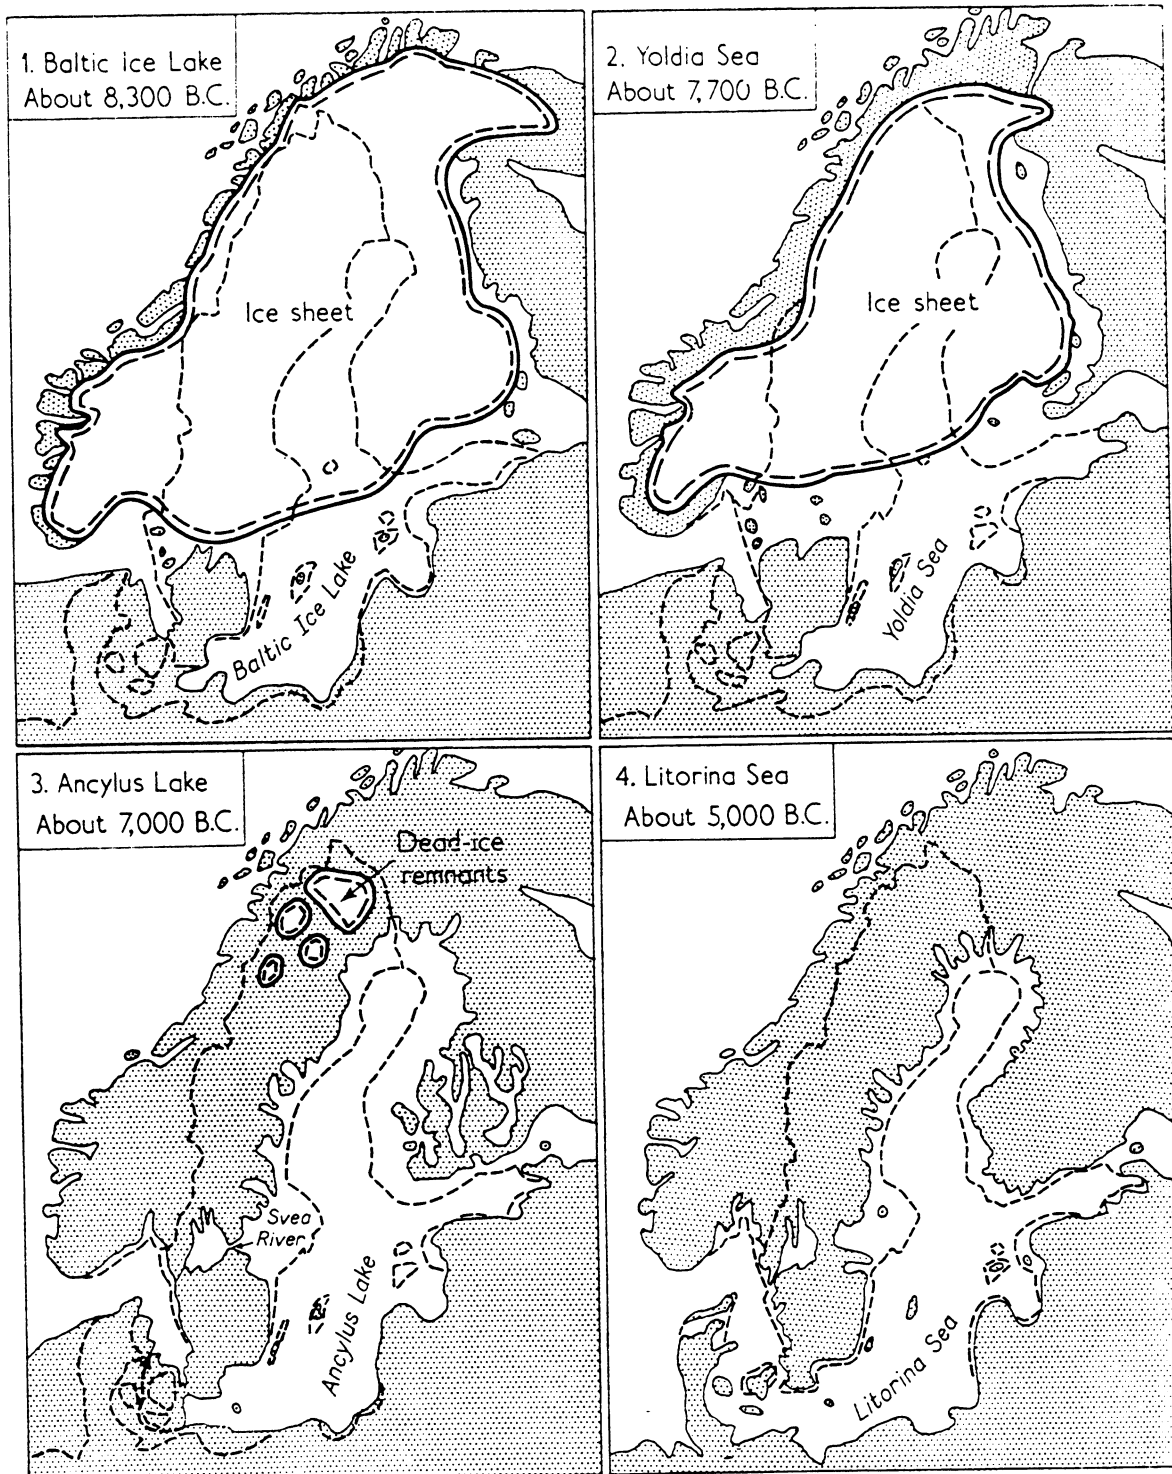 1. Baltic Ice Lake
About 8,300 B.C.
Ice sheet
Baltic Ice Lake
2. Yoldia Sea
About 7,700 B.C.
Ice sheet
Yoldia Sea
3. Ancylus Lake
About 7,000 B.C.
Dead-ice
remnants
Svea
River
Ancylus Lake
4. Litorina Sea
About 5,000 B.C.
Litorina Sea